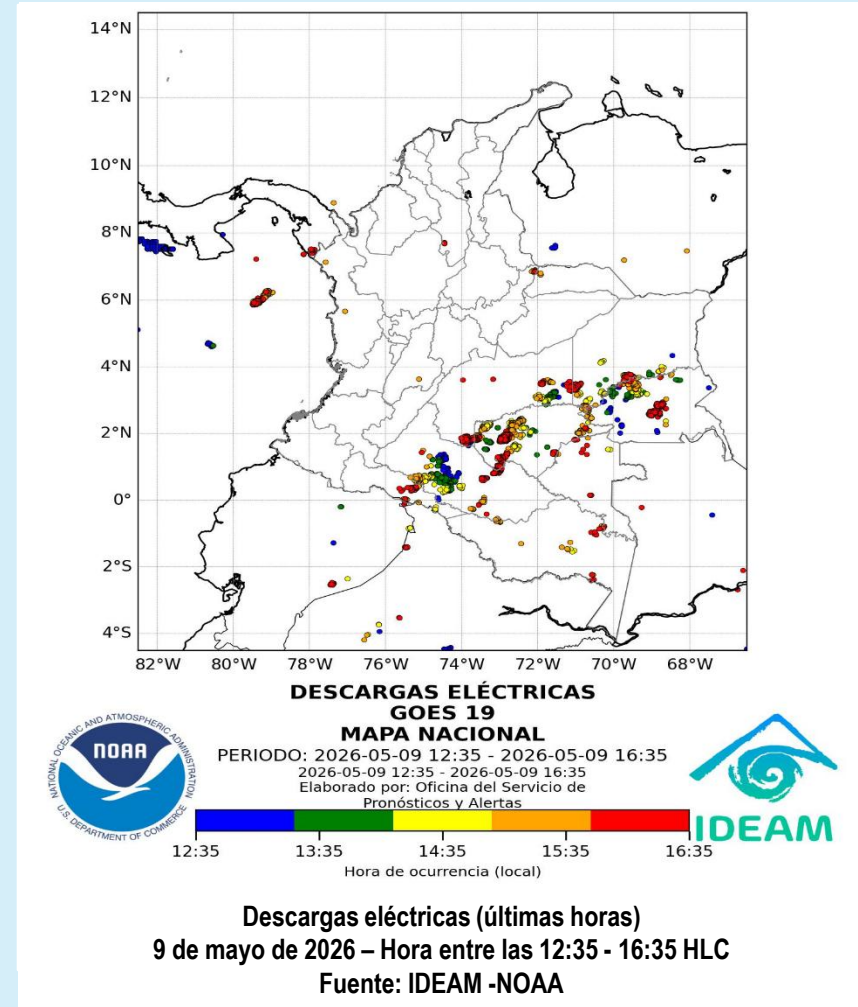 14°N
12°N
10°N
8°N
6°N
4°N
2°N
0°
2°S
4°S
82°W 80°W 78°W 76°W 74°W 72°W 70°W 68°W
DESCARGAS ELÉCTRICAS
GOES 19
MAPA NACIONAL
PERIODO: 2026-05-09 12:35 - 2026-05-09 16:35
2026-05-09 12:35 - 2026-05-09 16:35
Elaborado por: Oficina del Servicio de
Pronósticos y Alertas
NATIONAL OCEANIC AND ATMOSPHERIC ADMINISTRATION
NOAA
U.S. DEPARTMENT OF COMMERCE
IDEAM
12:35 13:35 14:35 15:35 16:35
Hora de ocurrencia (local)
Descargas eléctricas (últimas horas)
9 de mayo de 2026 – Hora entre las 12:35 - 16:35 HLC
Fuente: IDEAM -NOAA